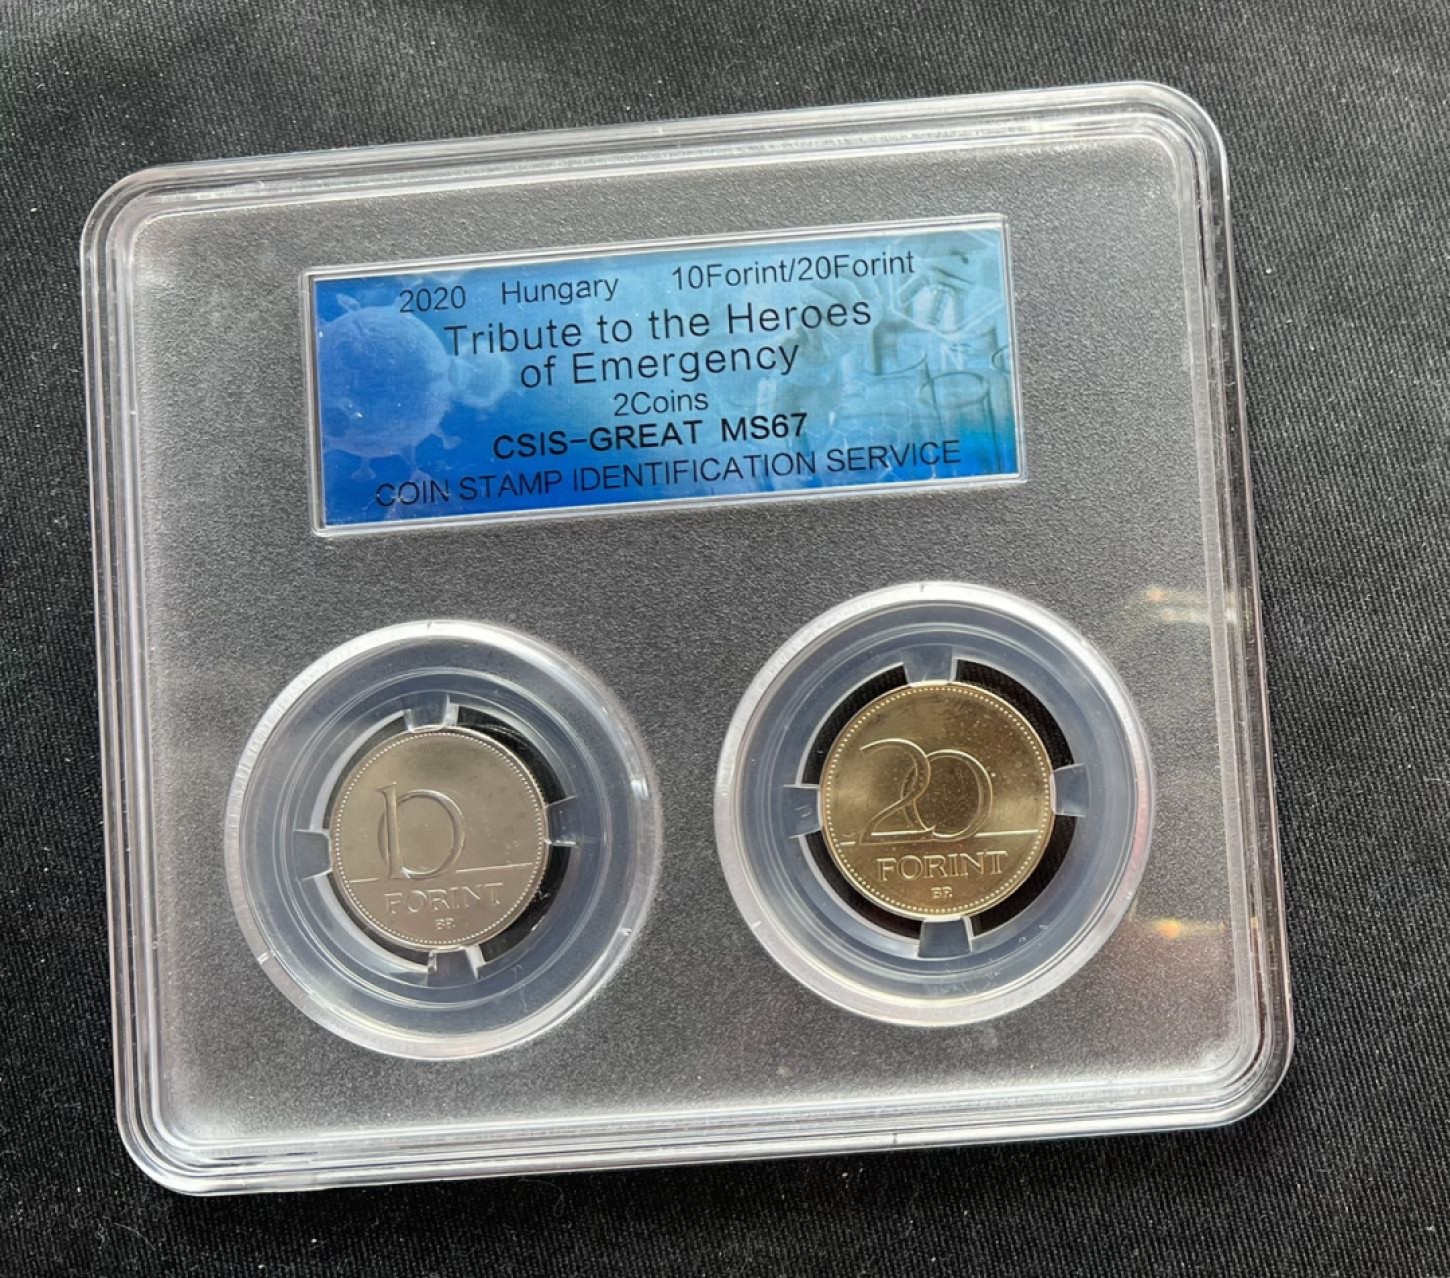 2020 Hungary 10Forint/20Forint
Tribute to the Heroes
of Emergency
2Coins
CSIS-GREAT MS67
COIN STAMP IDENTIFICATION SERVICE
10
FORINT
BP.
20
FORINT
BP.